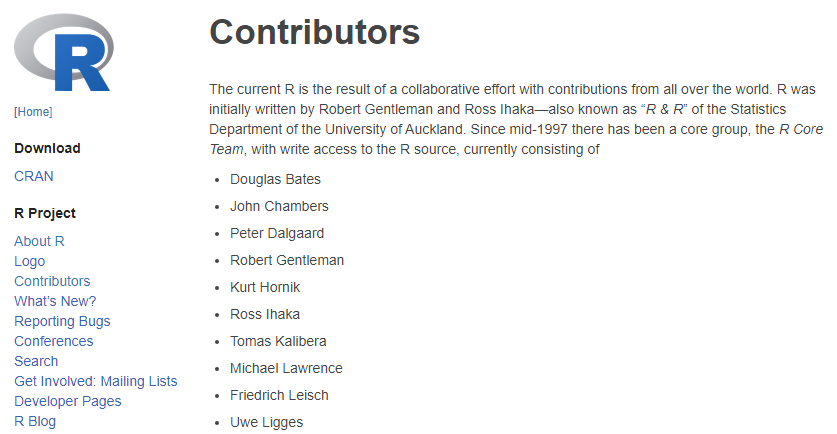 R
[Home]
Download
CRAN
R Project
About R
Logo
Contributors
What's New?
Reporting Bugs
Conferences
Search
Get Involved: Mailing Lists
Developer Pages
R Blog
Contributors
The current R is the result of a collaborative effort with contributions from all over the world. R was
initially written by Robert Gentleman and Ross Ihaka—also known as “R & R” of the Statistics
Department of the University of Auckland. Since mid-1997 there has been a core group, the R Core
Team, with write access to the R source, currently consisting of
• Douglas Bates
• John Chambers
• Peter Dalgaard
• Robert Gentleman
• Kurt Hornik
• Ross Ihaka
• Tomas Kalibera
• Michael Lawrence
• Friedrich Leisch
• Uwe Ligges